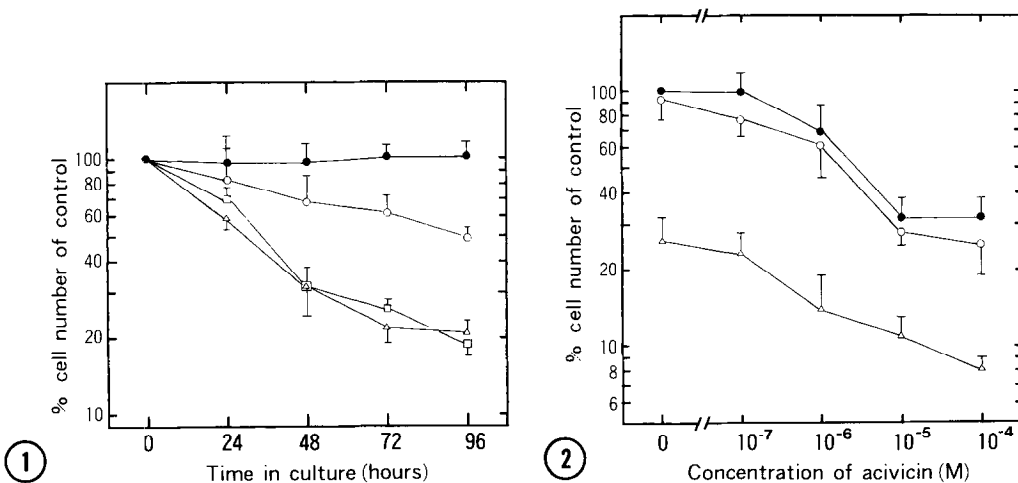 % cell number of control
100
80
60
40
20
10
0 24 48 72 96
Time in culture (hours)
1
% cell number of control
100
80
60
40
20
10
8
6
0 10⁻⁷ 10⁻⁶ 10⁻⁵ 10⁻⁴
Concentration of acivicin (M)
2